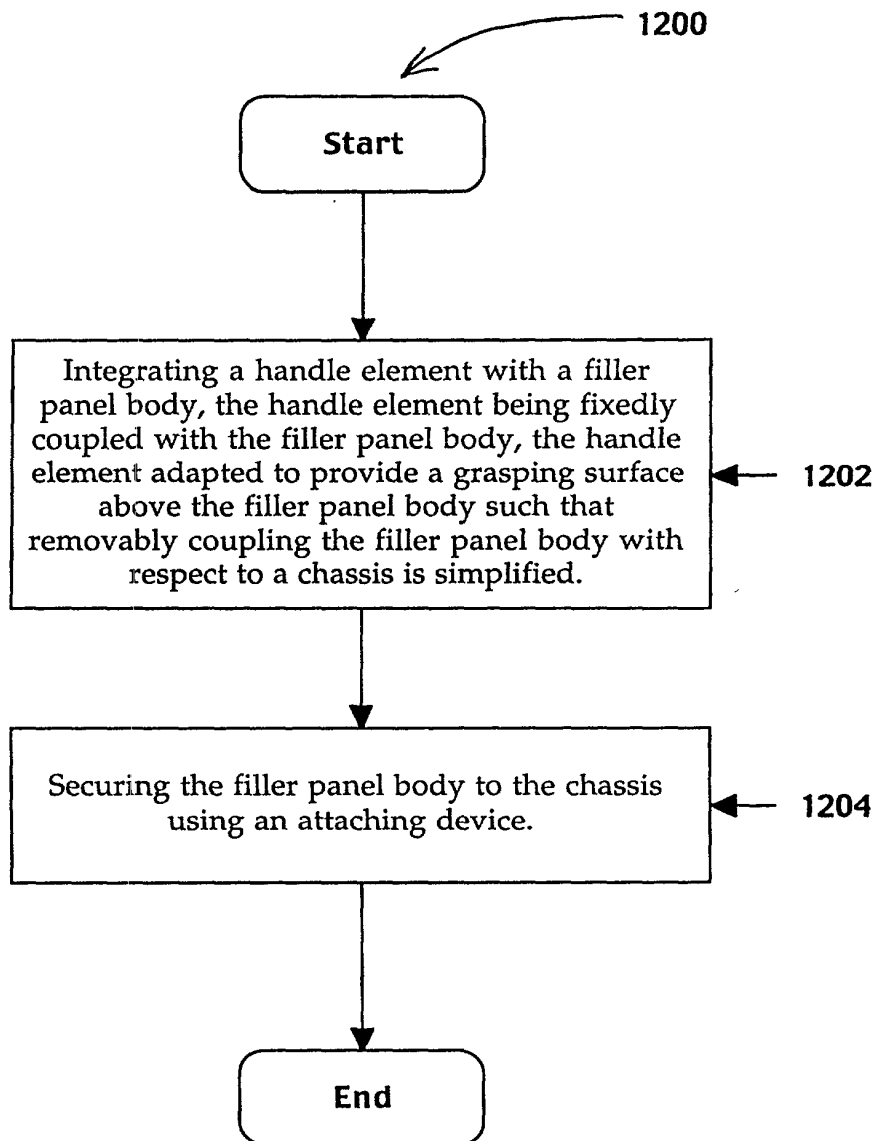 1200
Start
Integrating a handle element with a filler
panel body, the handle element being fixedly
coupled with the filler panel body, the handle
element adapted to provide a grasping surface
above the filler panel body such that
removably coupling the filler panel body with
respect to a chassis is simplified.
1202
Securing the filler panel body to the chassis
using an attaching device.
1204
End